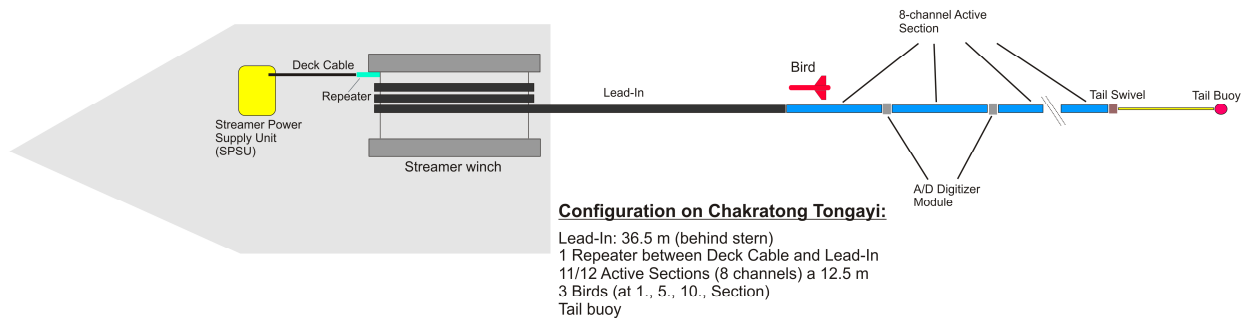 8-channel Active
Section
Deck Cable
Bird
Repeater
Lead-In
Tail Swivel
Tail Buoy
Streamer Power
Supply Unit
(SPSU)
Streamer winch
A/D Digitizer
Module
Configuration on Chakratong Tongayi:
Lead-In: 36.5 m (behind stern)
1 Repeater between Deck Cable and Lead-In
11/12 Active Sections (8 channels) a 12.5 m
3 Birds (at 1., 5., 10., Section)
Tail buoy